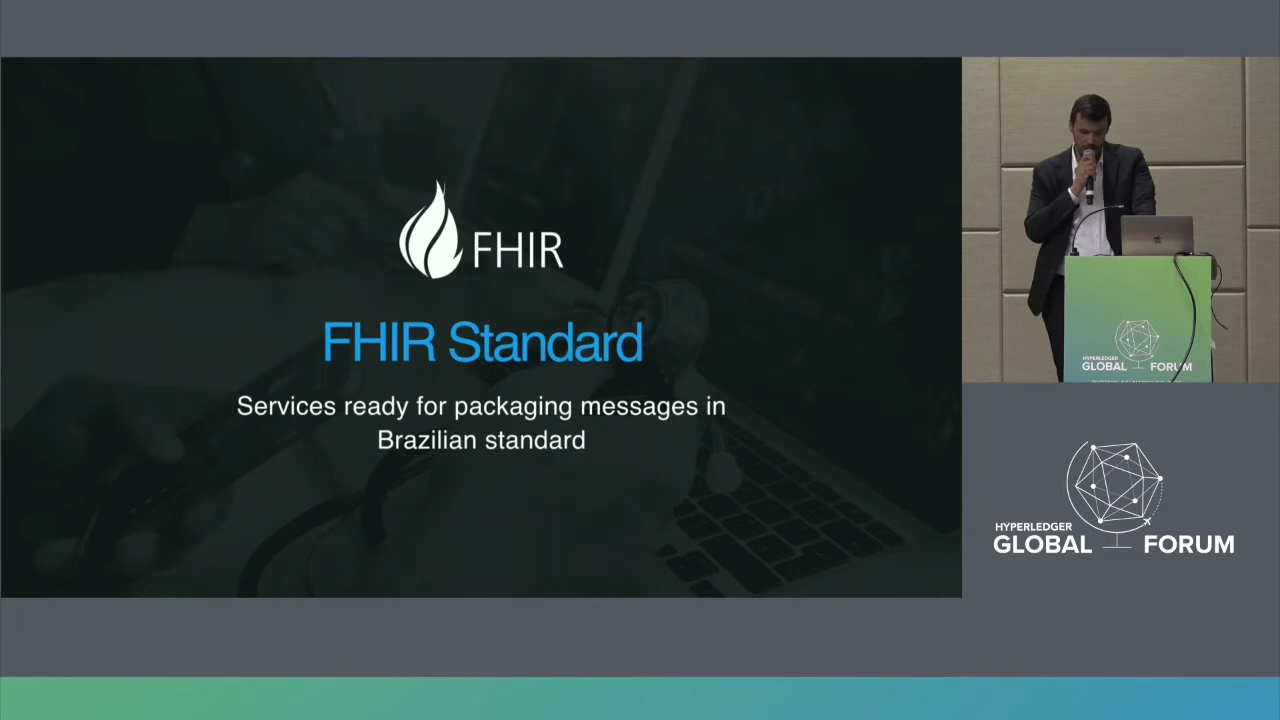 FHIR
FHIR Standard
Services ready for packaging messages in
Brazilian standard
HYPERLEDGER
GLOBAL FORUM
HYPERLEDGER
GLOBAL FORUM